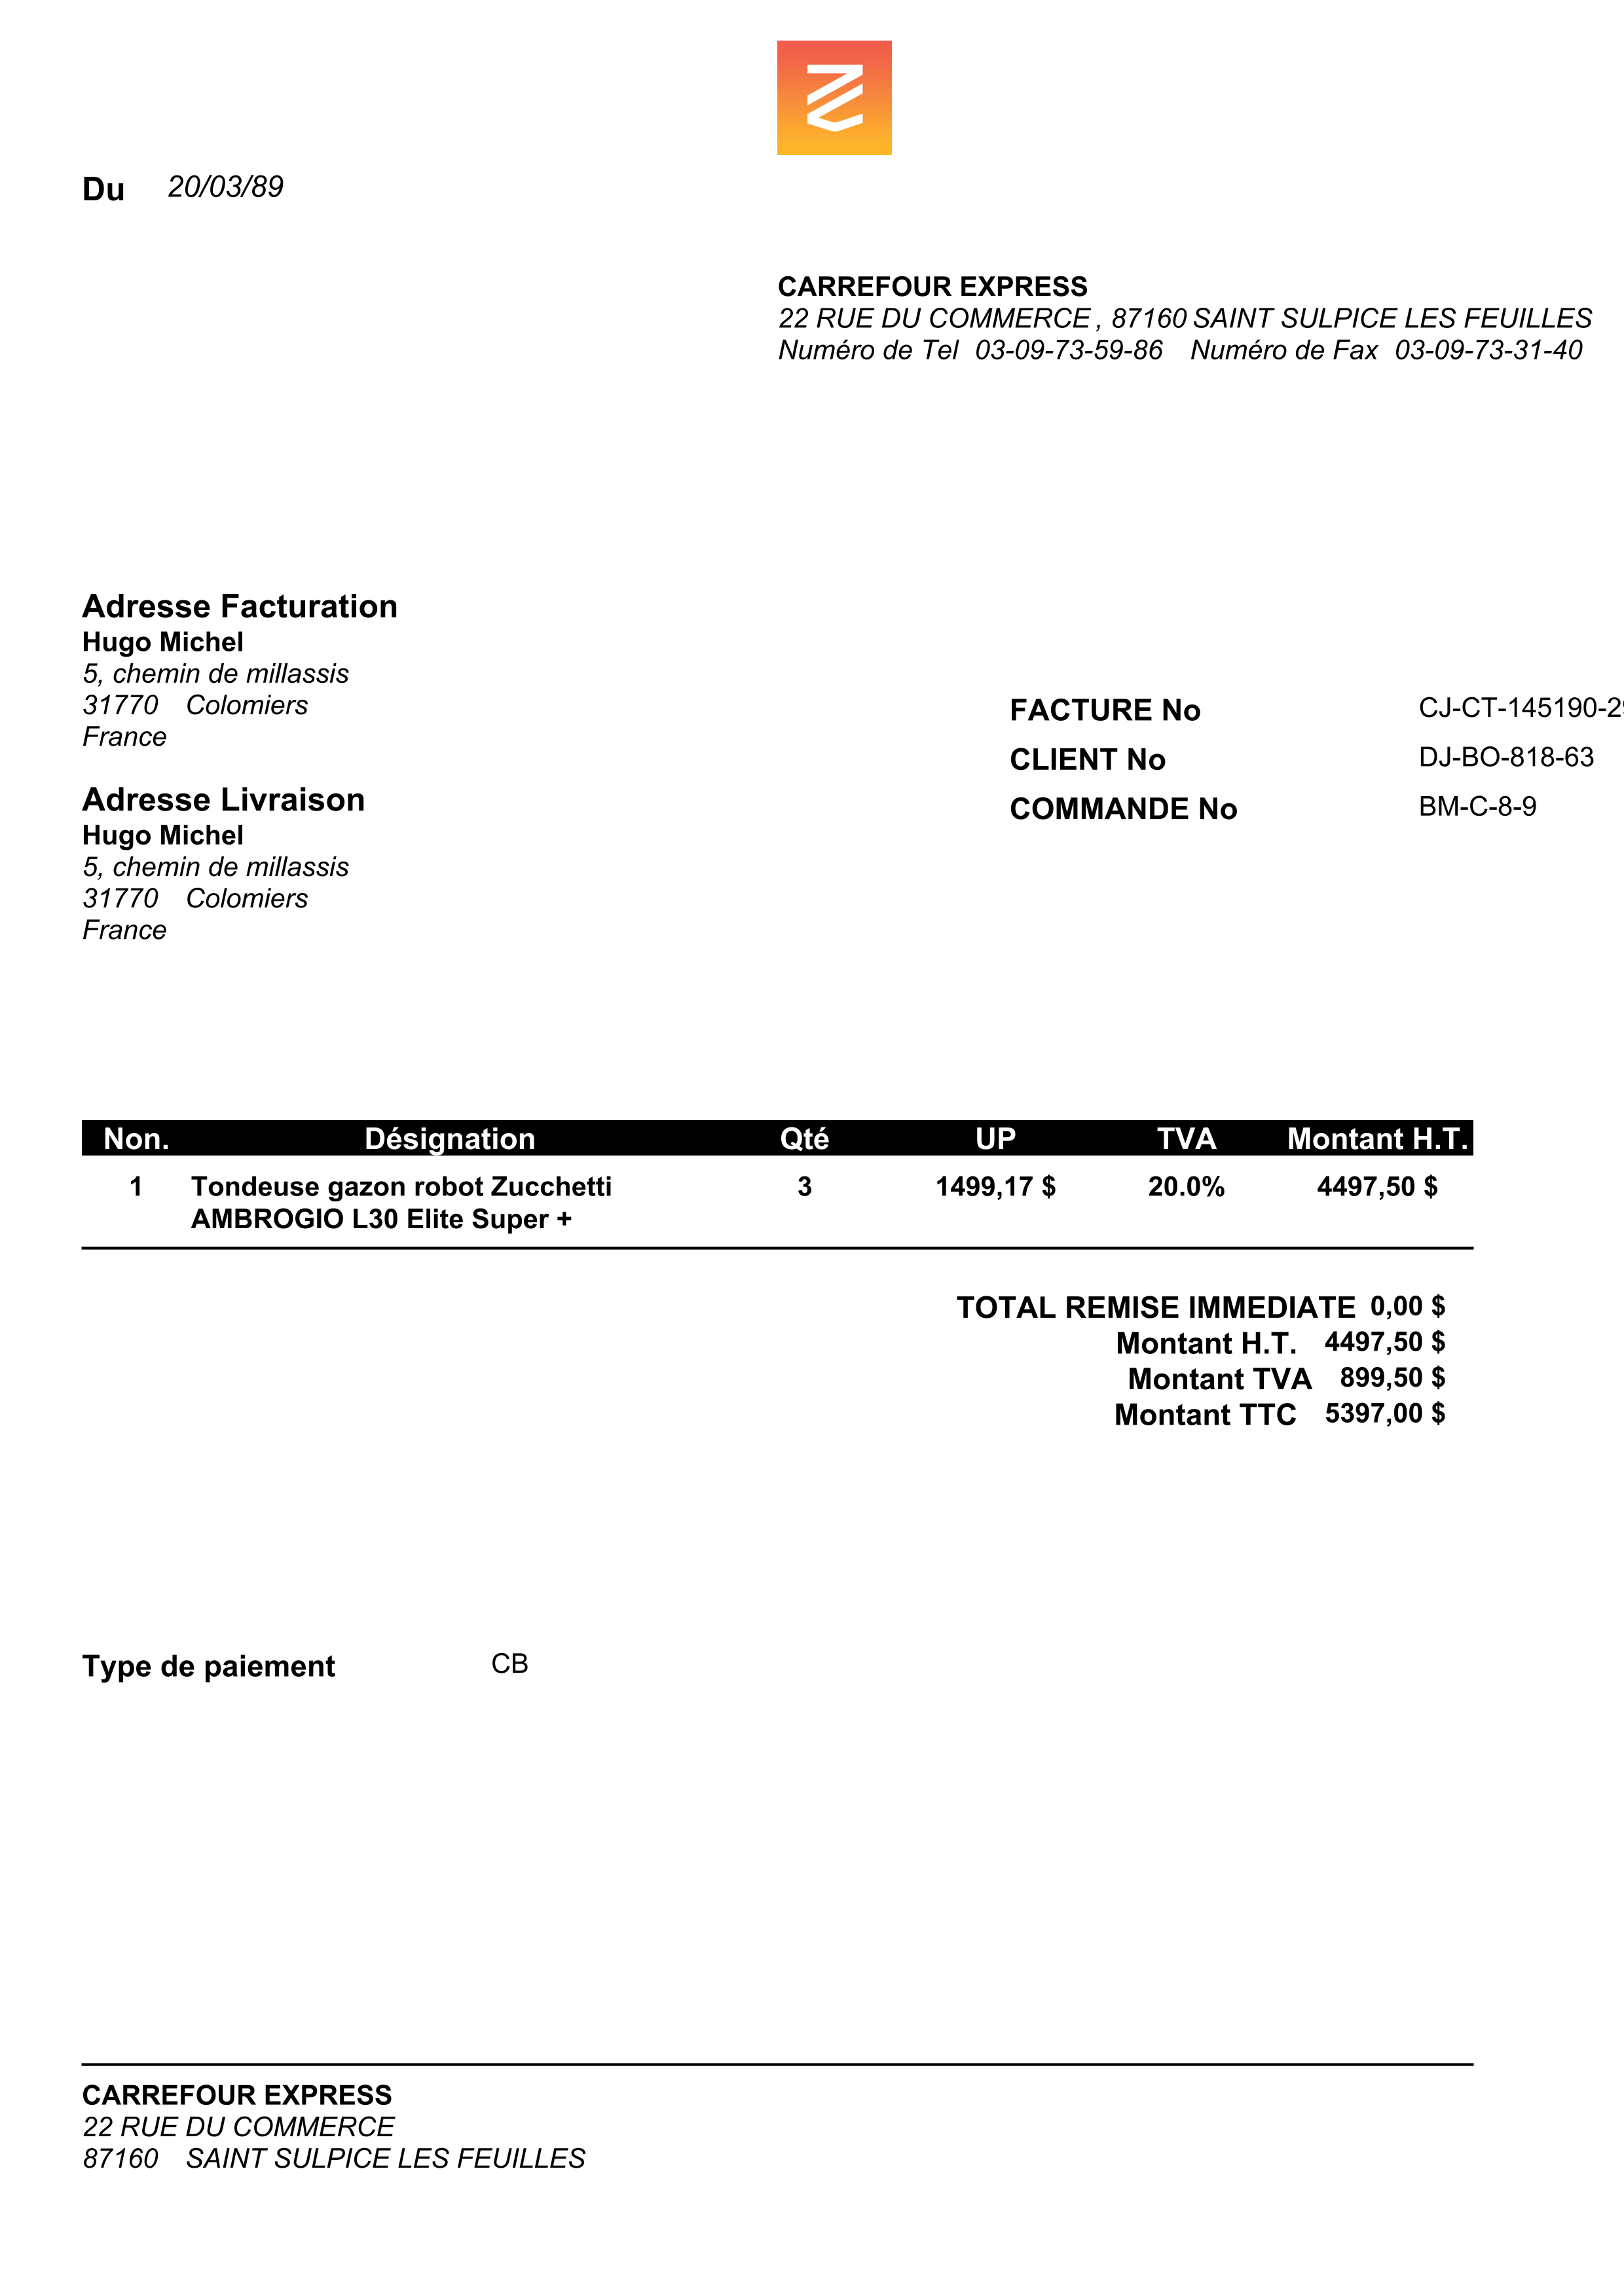 Du 20/03/89
CARREFOUR EXPRESS
22 RUE DU COMMERCE , 87160 SAINT SULPICE LES FEUILLES
Numéro de Tel 03-09-73-59-86 Numéro de Fax 03-09-73-31-40
Adresse Facturation
Hugo Michel
5, chemin de millassis
31770 Colomiers
France
FACTURE No
CJ-CT-145190-2
CLIENT No DJ-BO-818-63
COMMANDE No BM-C-8-9
Adresse Livraison
Hugo Michel
5, chemin de millassis
31770 Colomiers
France
Non. Désignation Qté UP TVA Montant H.T.
1 Tondeuse gazon robot Zucchetti 3 1499,17 $ 20.0% 4497,50 $
AMBROGIO L30 Elite Super +
TOTAL REMISE IMMEDIATE 0,00 $
Montant H.T. 4497,50 $
Montant TVA 899,50 $
Montant TTC 5397,00 $
Type de paiement CB
CARREFOUR EXPRESS
22 RUE DU COMMERCE
87160 SAINT SULPICE LES FEUILLES